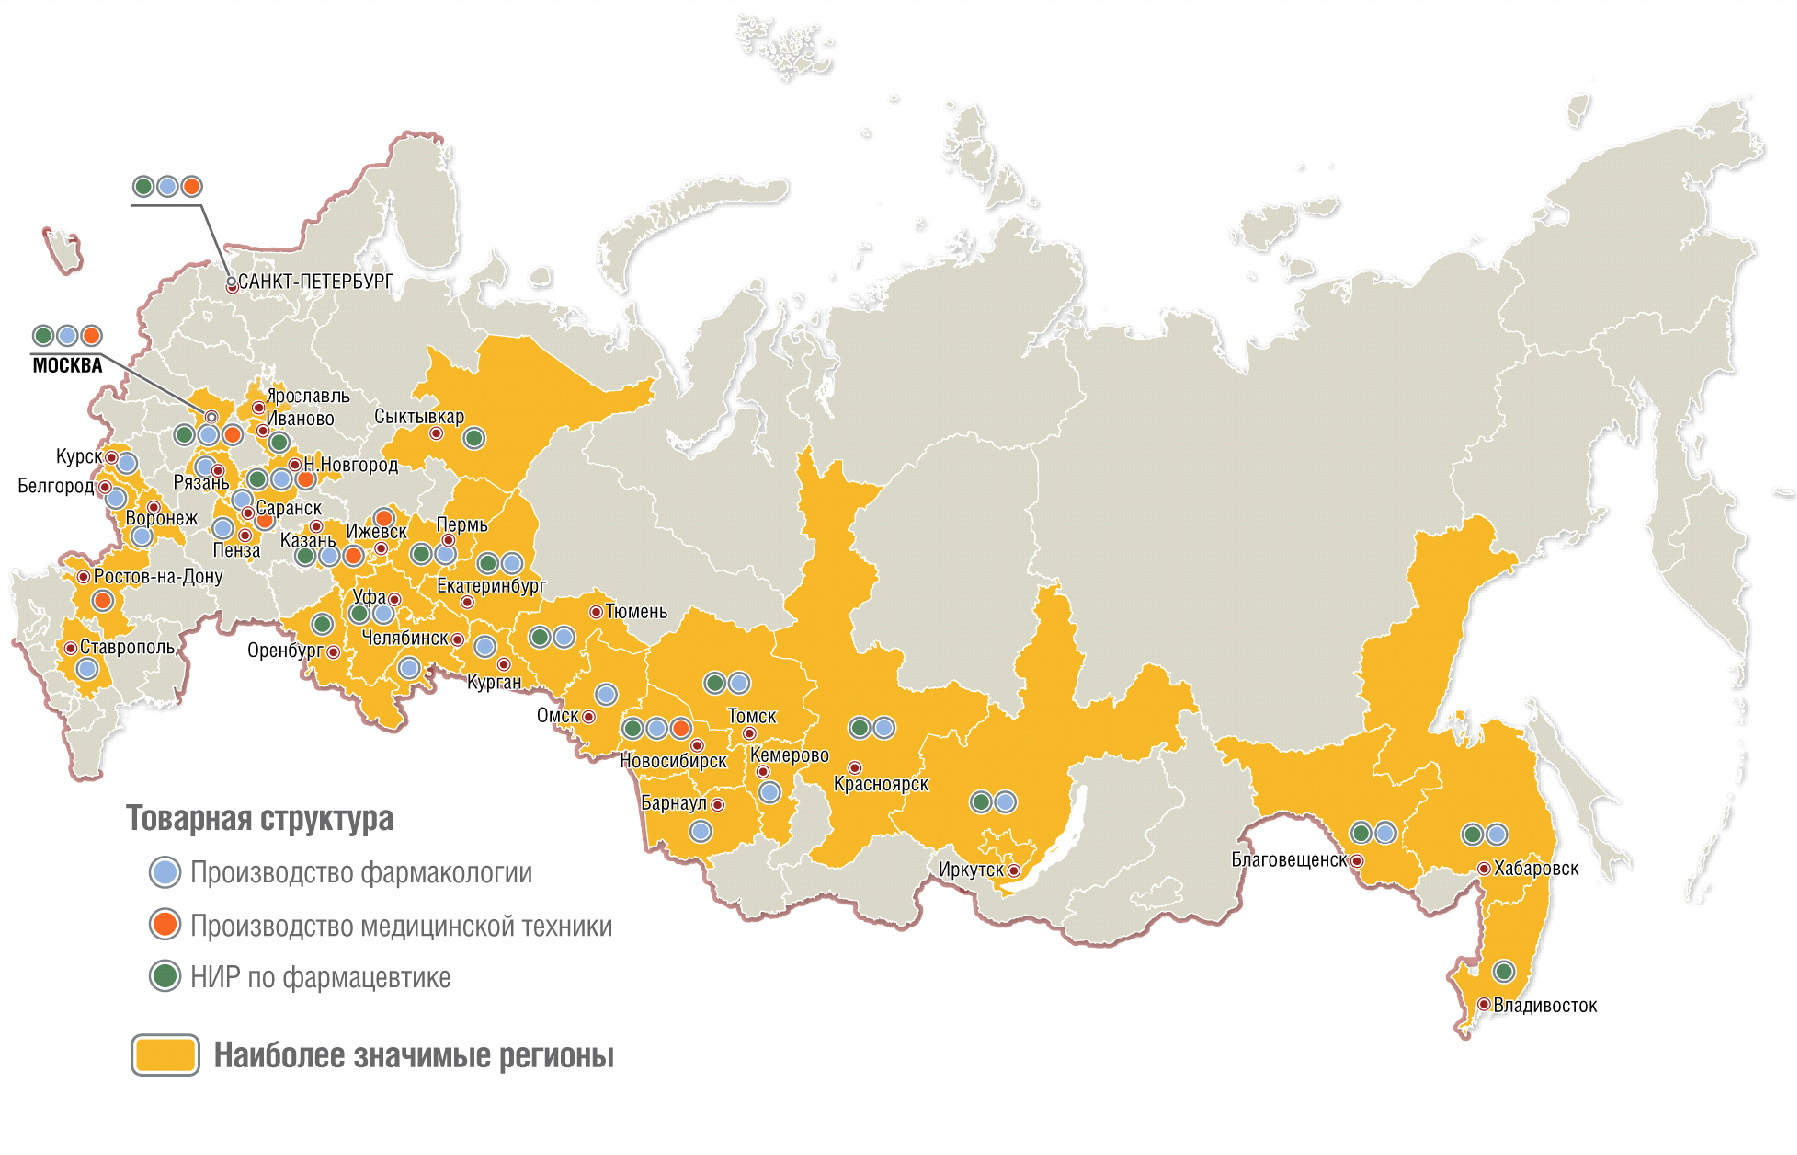 САНКТ-ПЕТЕРБУРГ
МОСКВА
Ярославль
Иваново
Сыктывкар
Курск
Н.Новгород
Белгород
Рязань
Саранск
Воронеж
Ижевск
Пермь
Казань
Пенза
Ростов-на-Дону
Екатеринбург
Уфа
Тюмень
Челябинск
Ставрополь
Оренбург
Курган
Омск
Томск
Новосибирск
Кемерово
Красноярск
Барнаул
Иркутск
Благовещенск
Хабаровск
Владивосток
Товарная структура
Производство фармакологии
Производство медицинской техники
НИР по фармацевтике
Наиболее значимые регионы